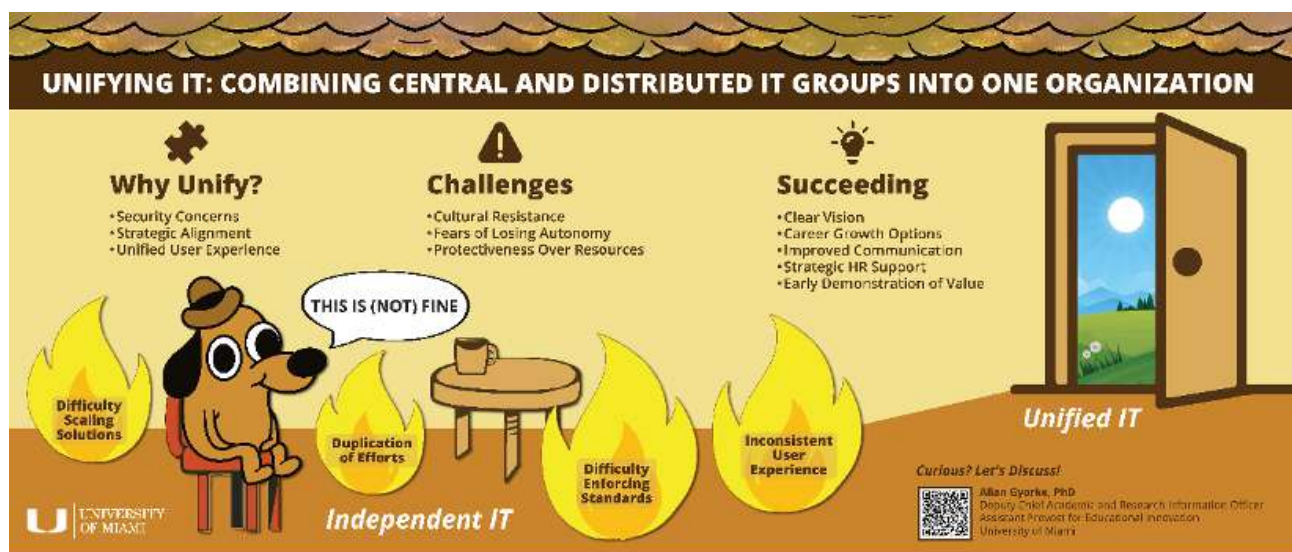 UNIFYING IT: COMBINING CENTRAL AND DISTRIBUTED IT GROUPS INTO ONE ORGANIZATION
Why Unify?
•Security Concerns
•Strategic Alignment
•Unified User Experience
Challenges
•Cultural Resistance
•Fears of Losing Autonomy
•Protectiveness Over Resources
Succeeding
•Clear Vision
•Career Growth Options
•Improved Communication
•Strategic HR Support
•Early Demonstration of Value
THIS IS (NOT) FINE
Difficulty
Scaling
Solutions
Duplication
of Efforts
Difficulty
Enforcing
Standards
Inconsistent
User
Experience
Independent IT
Unified IT
U UNIVERSITY
OF MIAMI
Curious? Let's Discuss!
Allan Gyorke, PhD
Deputy Chief Academic and Research Information Officer
Assistant Provost for Educational Innovation
University of Miami